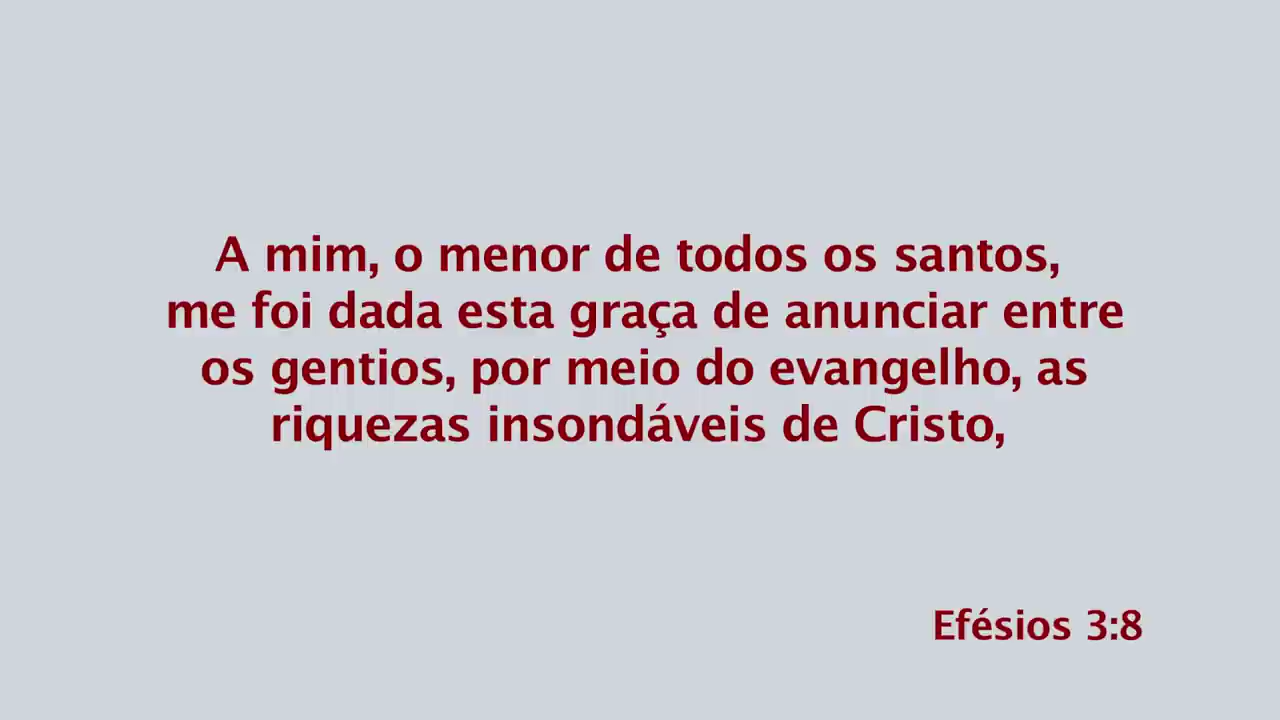 A mim, o menor de todos os santos,
me foi dada esta graça de anunciar entre
os gentios, por meio do evangelho, as
riquezas insondáveis de Cristo,
Efésios 3:8